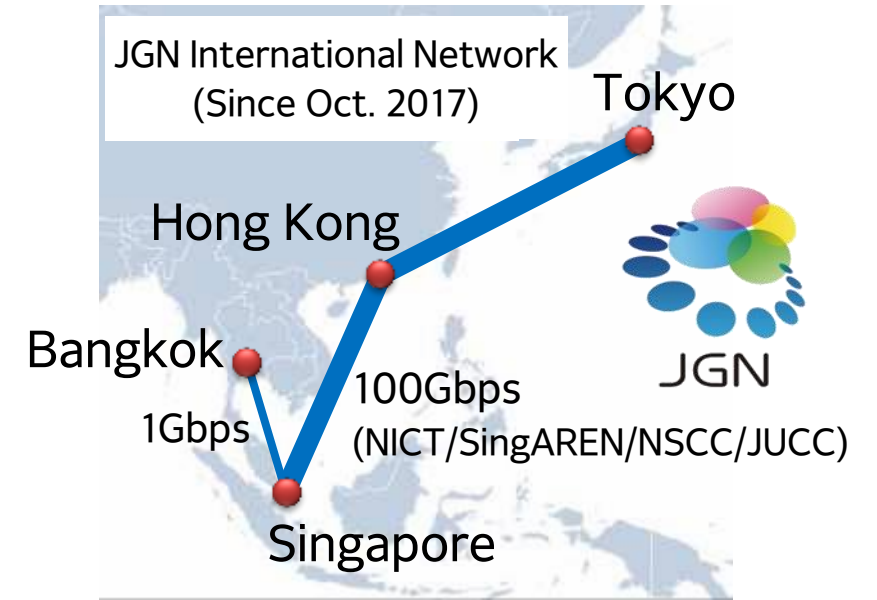 JGN International Network
(Since Oct. 2017)
Tokyo
Hong Kong
Bangkok
1Gbps
100Gbps
(NICT/SingAREN/NSCC/JUCC)
JGN
Singapore